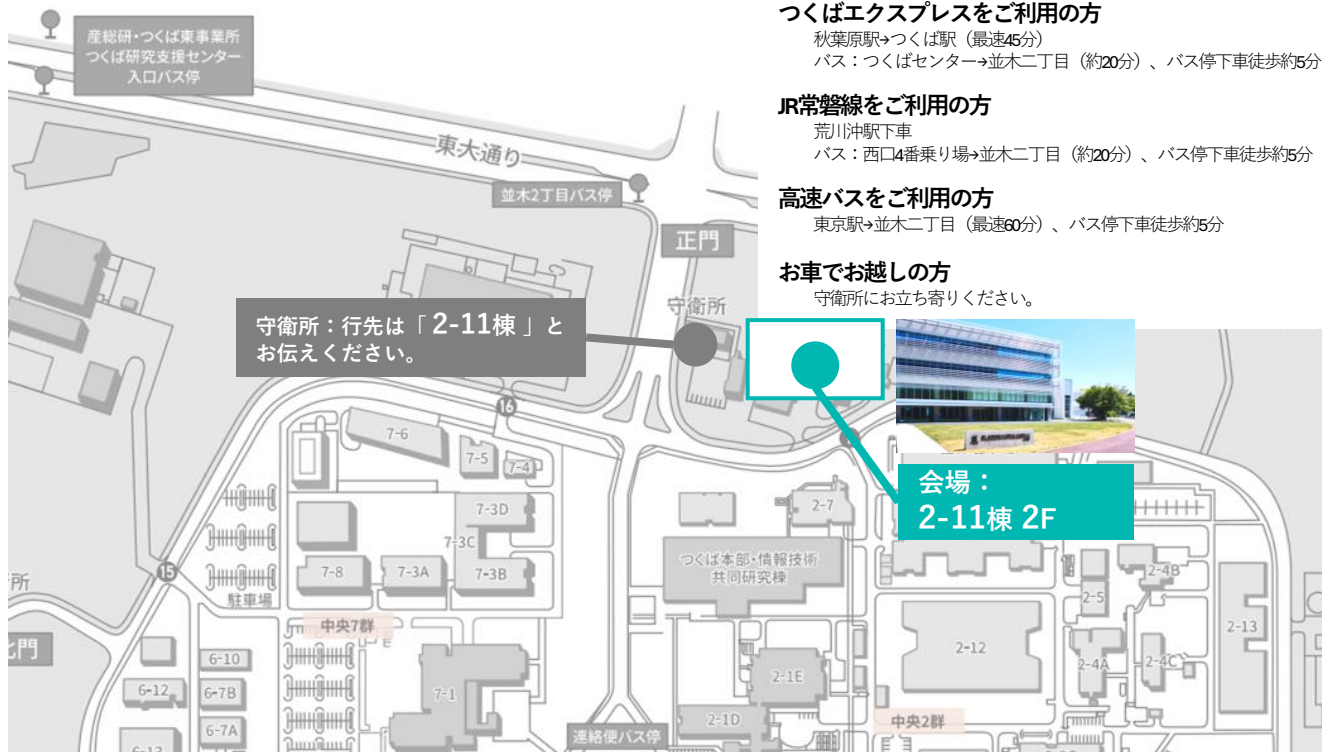 つくばエクスプレスをご利用の方
秋葉原駅→つくば駅（最速45分）
バス：つくばセンター→並木二丁目（約20分）、バス停下車徒歩約5分
JR常磐線をご利用の方
荒川沖駅下車
バス：西口4番乗り場→並木二丁目（約20分）、バス停下車徒歩約5分
高速バスをご利用の方
東京駅→並木二丁目（最速60分）、バス停下車徒歩約5分
お車でお越しの方
守衛所にお立ち寄りください。
産総研・つくば東事業所
つくば研究支援センター
入口バス停
東大通り
並木2丁目バス停
正門
守衛所
守衛所：行先は「 2-11棟 」と
お伝えください。
会場：
2-11棟 2F
16
7-6
7-5
7-4
7-3D
7-3C
7-8
7-3A
7-3B
15
駐車場
中央7群
所
北門
6-10
6-12
6-7B
6-7A
6-13
7-1
E
2-7
つくば本部・情報技術
共同研究棟
2-1E
2-1D
連絡便バス停
2-12
中央2群
2-4B
2-5
2-4A
2-4C
2-13